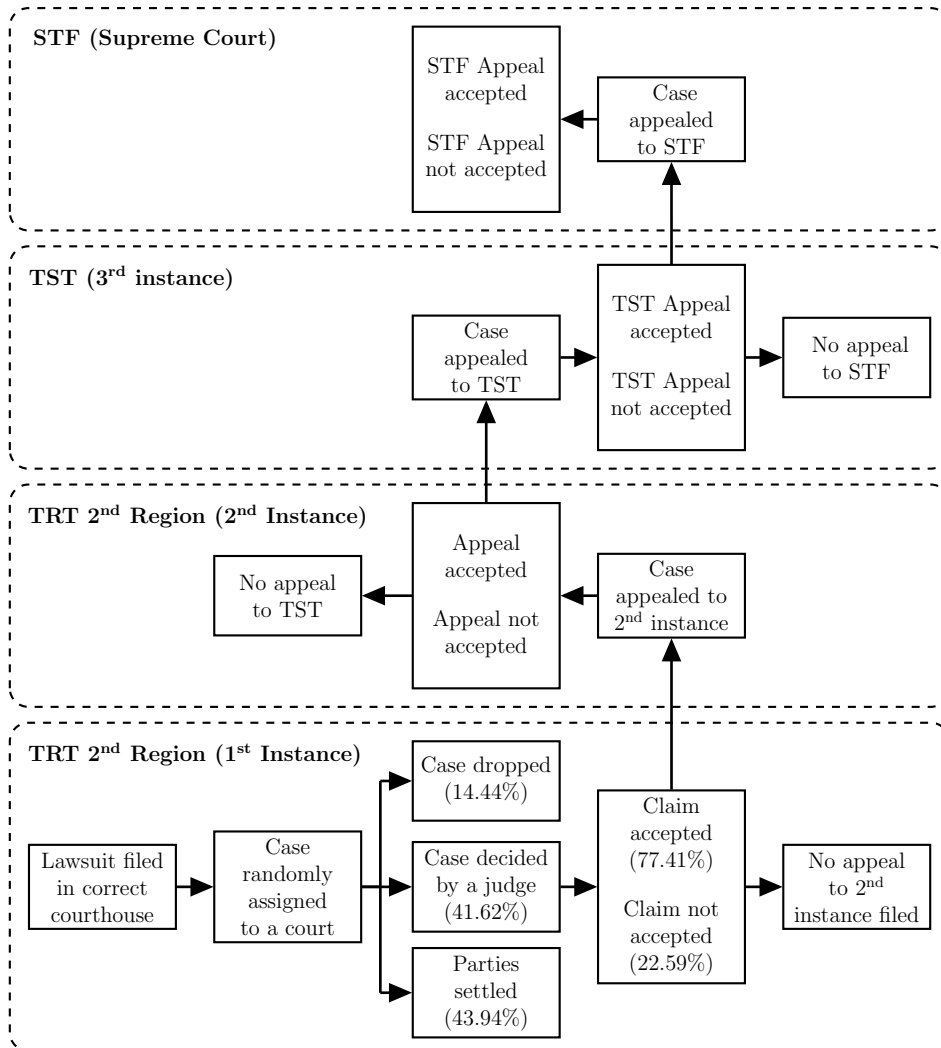 STF (Supreme Court)
STF Appeal
accepted
STF Appeal
not accepted
Case
appealed
to STF
TST (3rd instance)
Case
appealed
to TST
TST Appeal
accepted
TST Appeal
not accepted
No appeal
to STF
TRT 2nd Region (2nd Instance)
No appeal
to TST
Appeal
accepted
Appeal not
accepted
Case
appealed to
2nd instance
TRT 2nd Region (1st Instance)
Lawsuit filed
in correct
courthouse
Case
randomly
assigned
to a court
Case dropped
(14.44%)
Case decided
by a judge
(41.62%)
Parties
settled
(43.94%)
Claim
accepted
(77.41%)
Claim not
accepted
(22.59%)
No appeal
to 2nd
instance filed